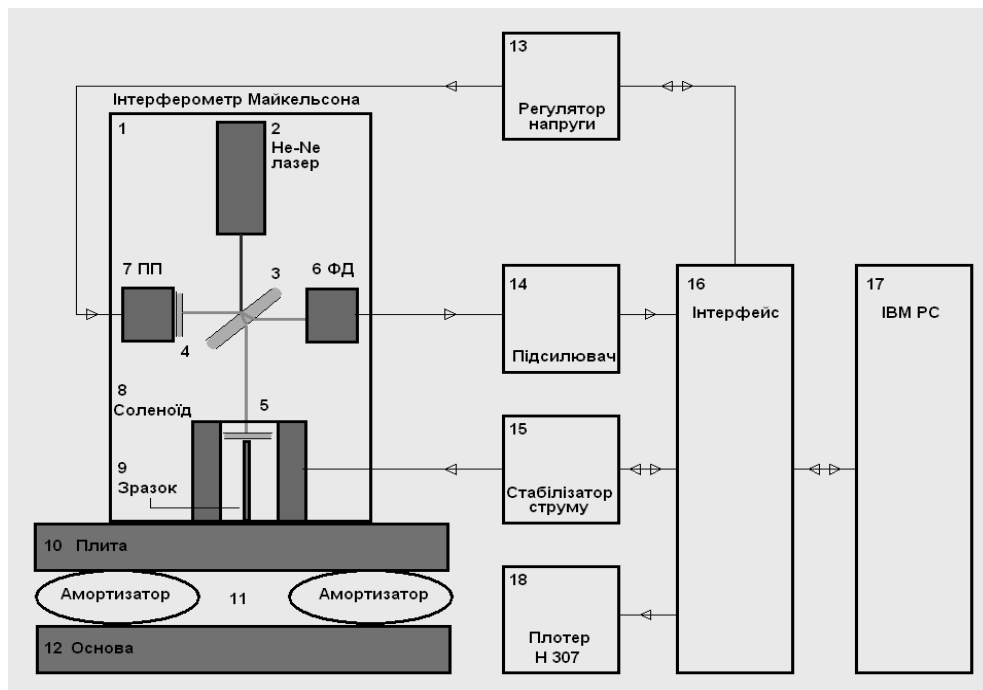 13
Регулятор
напруги
Інтерферометр Майкельсона
1
2
He-Ne
лазер
7 ПП
3
6 ФД
4
14
Підсилювач
16
Інтерфейс
17
IBM PC
8
Соленоїд
5
15
Стабілізатор
струму
9
Зразок
10 Плита
Амортизатор
11
Амортизатор
12 Основа
18
Плотер
Н 307